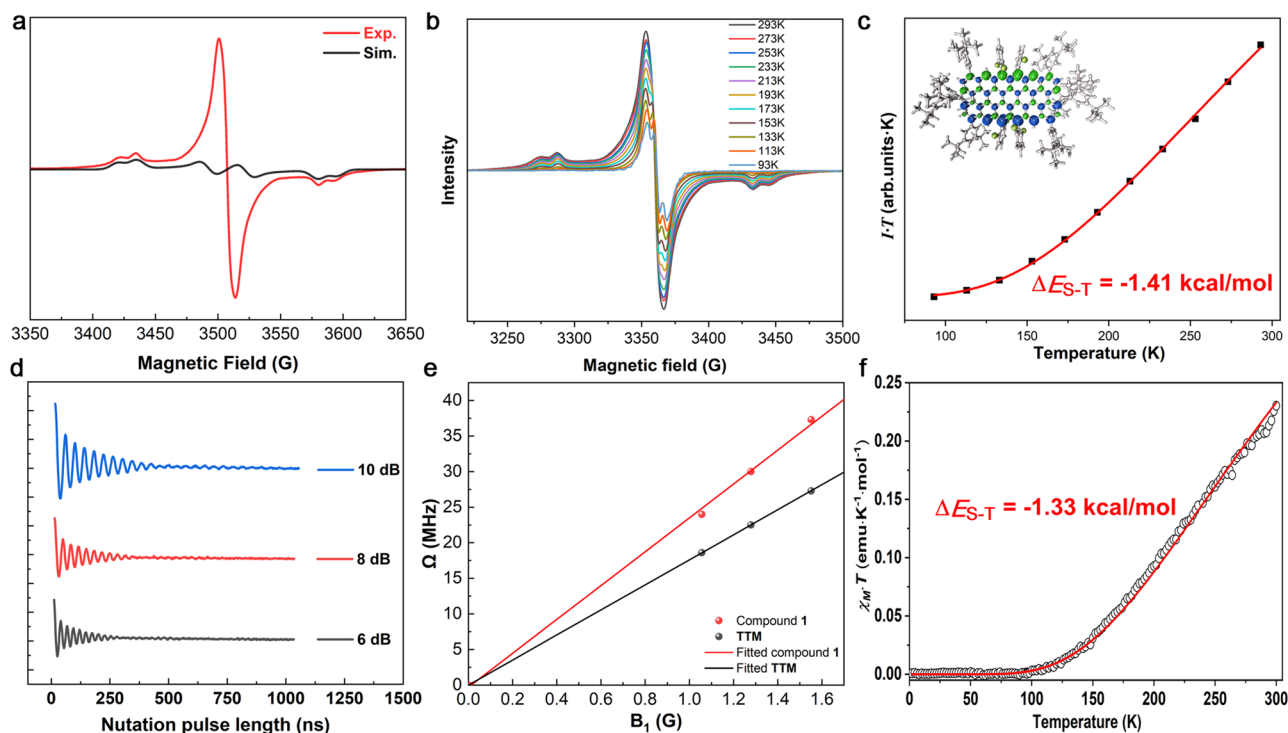 a
Exp.
Sim.
3350 3400 3450 3500 3550 3600 3650
Magnetic Field (G)
b
Intensity
293K
273K
253K
233K
213K
193K
173K
153K
133K
113K
93K
3250 3300 3350 3400 3450 3500
Magnetic field (G)
c
I·T (arb.units·K)
ΔES-T = -1.41 kcal/mol
100 125 150 175 200 225 250 275 300
Temperature (K)
d
10 dB
8 dB
6 dB
0 250 500 750 1000 1250 1500
Nutation pulse length (ns)
e
Ω (MHz)
40
35
30
25
20
15
10
5
0
Compound 1
TTM
Fitted compound 1
Fitted TTM
0.0 0.2 0.4 0.6 0.8 1.0 1.2 1.4 1.6
B1 (G)
f
χM·T (emu·K-1·mol-1)
0.25
0.20
0.15
0.10
0.05
0.00
ΔES-T = -1.33 kcal/mol
0 50 100 150 200 250 300
Temperature (K)